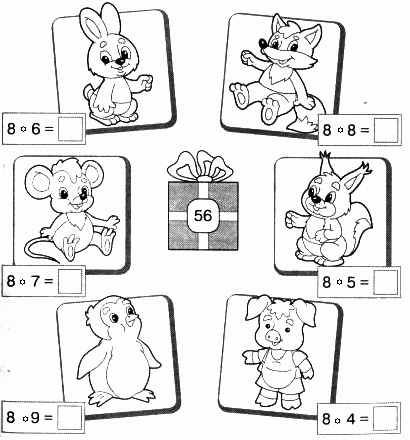 8 * 6 =
8 * 8 =
56
8 * 7 =
8 * 5 =
8 * 9 =
8 * 4 =